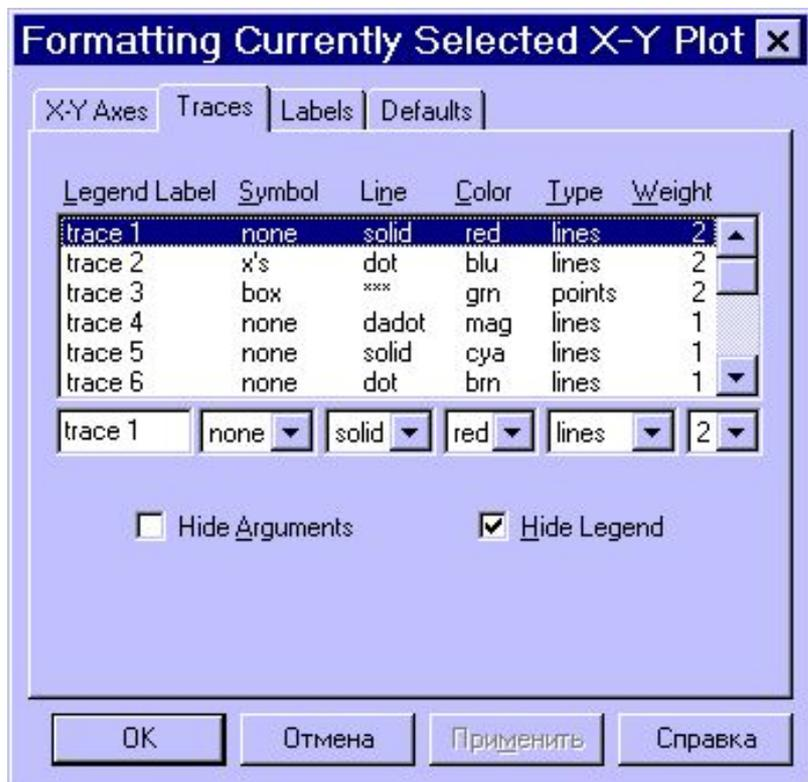 Formatting Currently Selected X-Y Plot
X-Y Axes Traces Labels Defaults
Legend Label Symbol Line Color Type Weight
trace 1 none solid red lines 2
trace 2 x's dot blu lines 2
trace 3 box *** grn points 2
trace 4 none dadot mag lines 1
trace 5 none solid cya lines 1
trace 6 none dot brn lines 1
trace 1 none solid red lines 2
Hide Arguments Hide Legend
OK Отмена Применить Справка